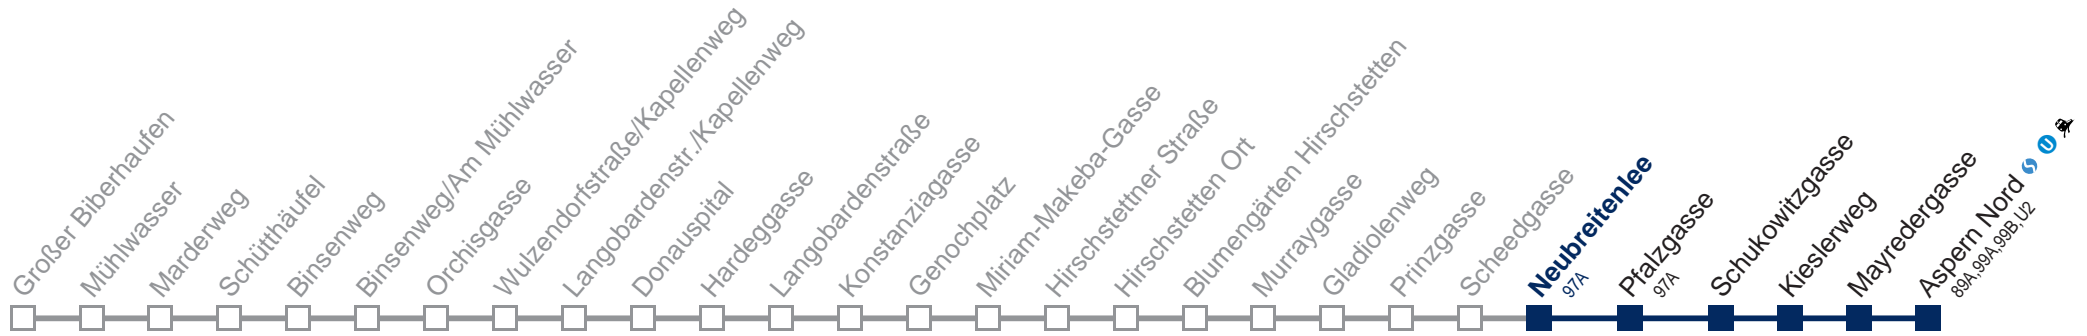 Großer Biberhaufen
Mühlwasser
Marderweg
Schütthäufel
Binsenweg
Binsenweg/Am Mühlwasser
Orchisgasse
Wulzendorfstraße/Kapellenweg
Langobardenstr./Kapellenweg
Donauspital
Hardeggasse
Langobardenstraße
Konstanziagasse
Genochplatz
Miriam-Makeba-Gasse
Hirschstettner Straße
Hirschstetten Ort
Blumengärten Hirschstetten
Murraygasse
Gladiolenweg
Prinzgasse
Scheedgasse
Neubreitenlee
97A
Pfalzgasse
97A
Schukowitzgasse
Kieslerweg
Mayredergasse
Aspern Nord S U
89A,99A,99B,U2